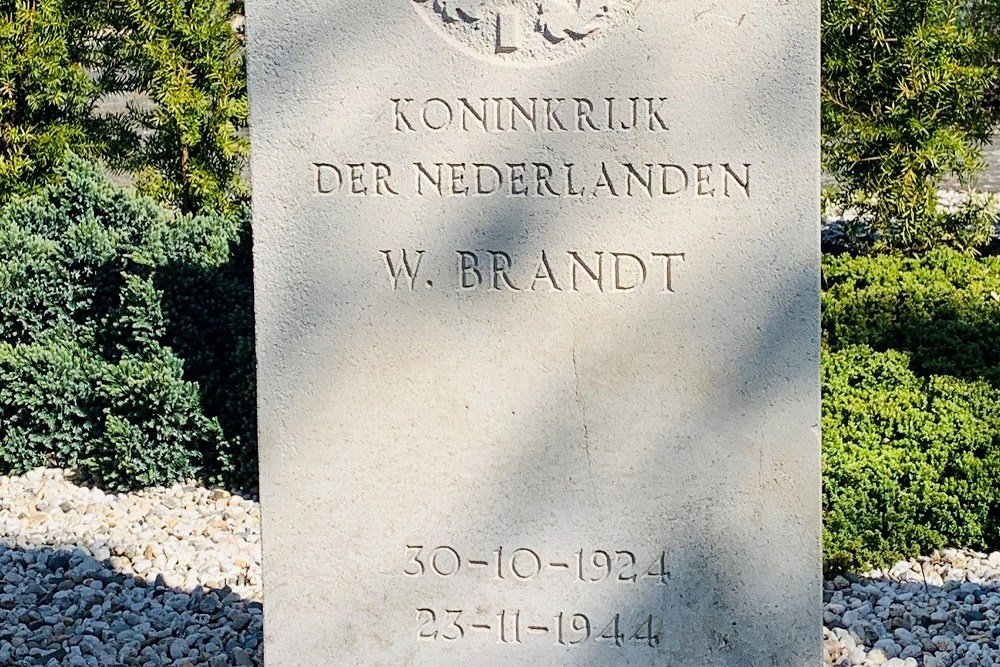 KONINKRIJK
DER NEDERLANDEN
W. BRANDT
30-10-1924
23-11-1944